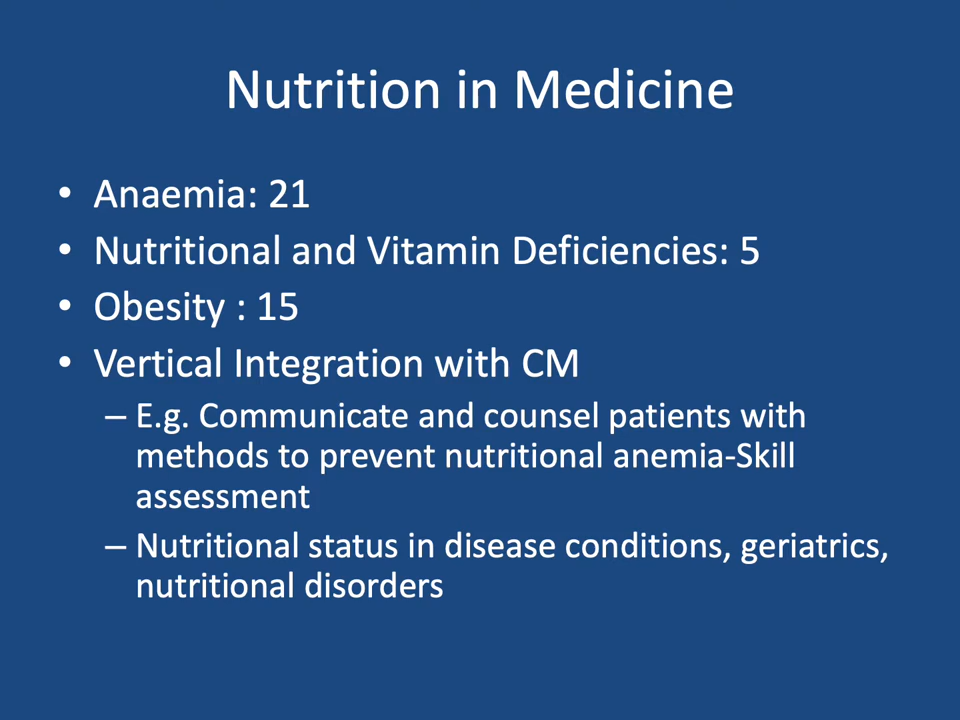 Nutrition in Medicine
• Anaemia: 21
• Nutritional and Vitamin Deficiencies: 5
• Obesity : 15
• Vertical Integration with CM
– E.g. Communicate and counsel patients with
methods to prevent nutritional anemia-Skill
assessment
– Nutritional status in disease conditions, geriatrics,
nutritional disorders